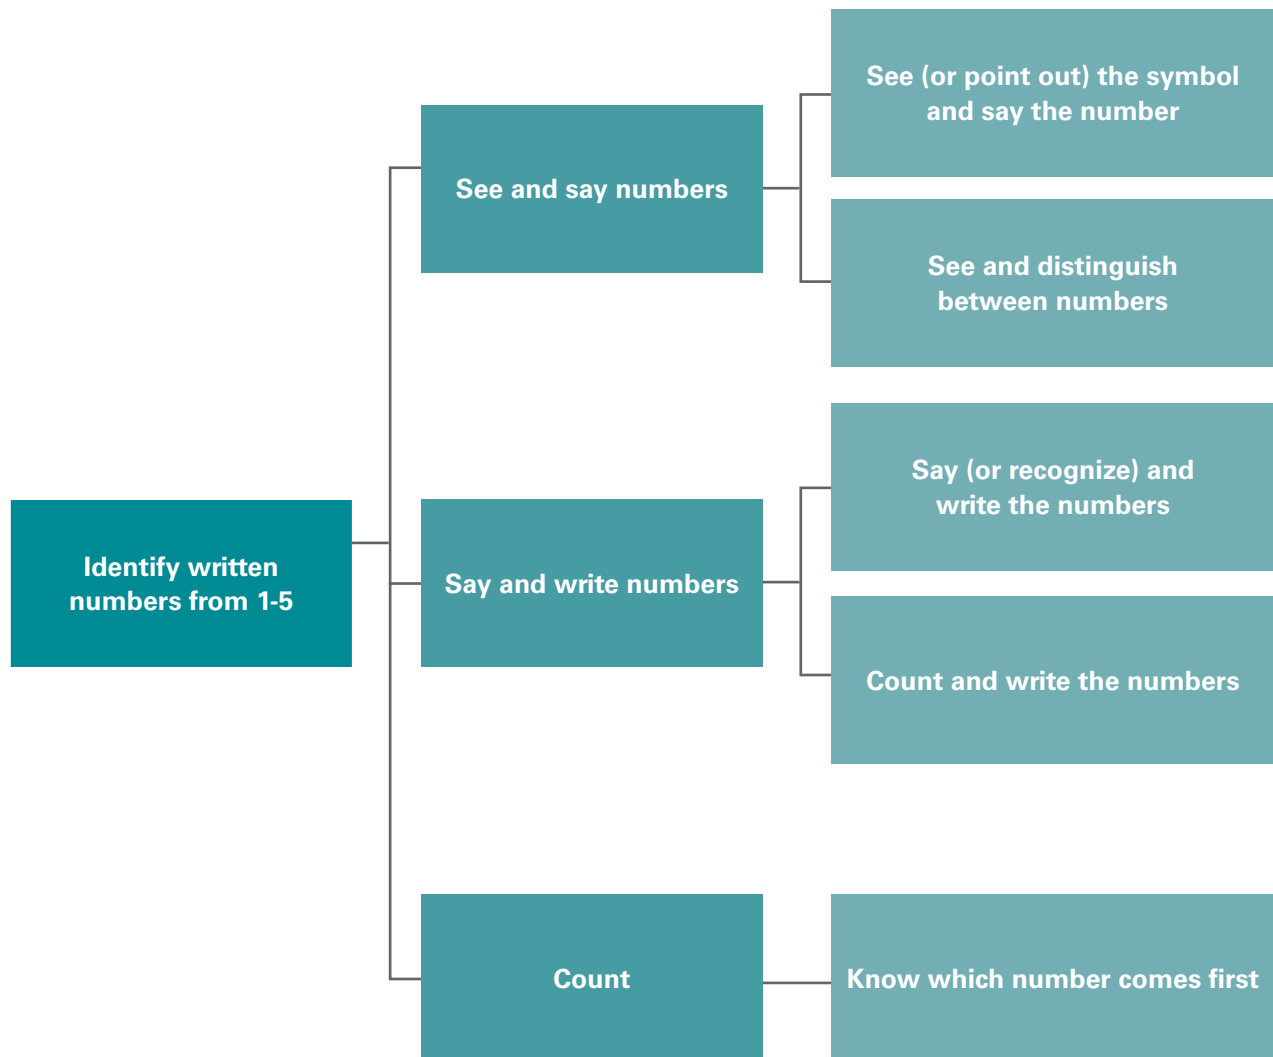 Identify written
numbers from 1-5
See and say numbers
See (or point out) the symbol
and say the number
See and distinguish
between numbers
Say and write numbers
Say (or recognize) and
write the numbers
Count and write the numbers
Count
Know which number comes first